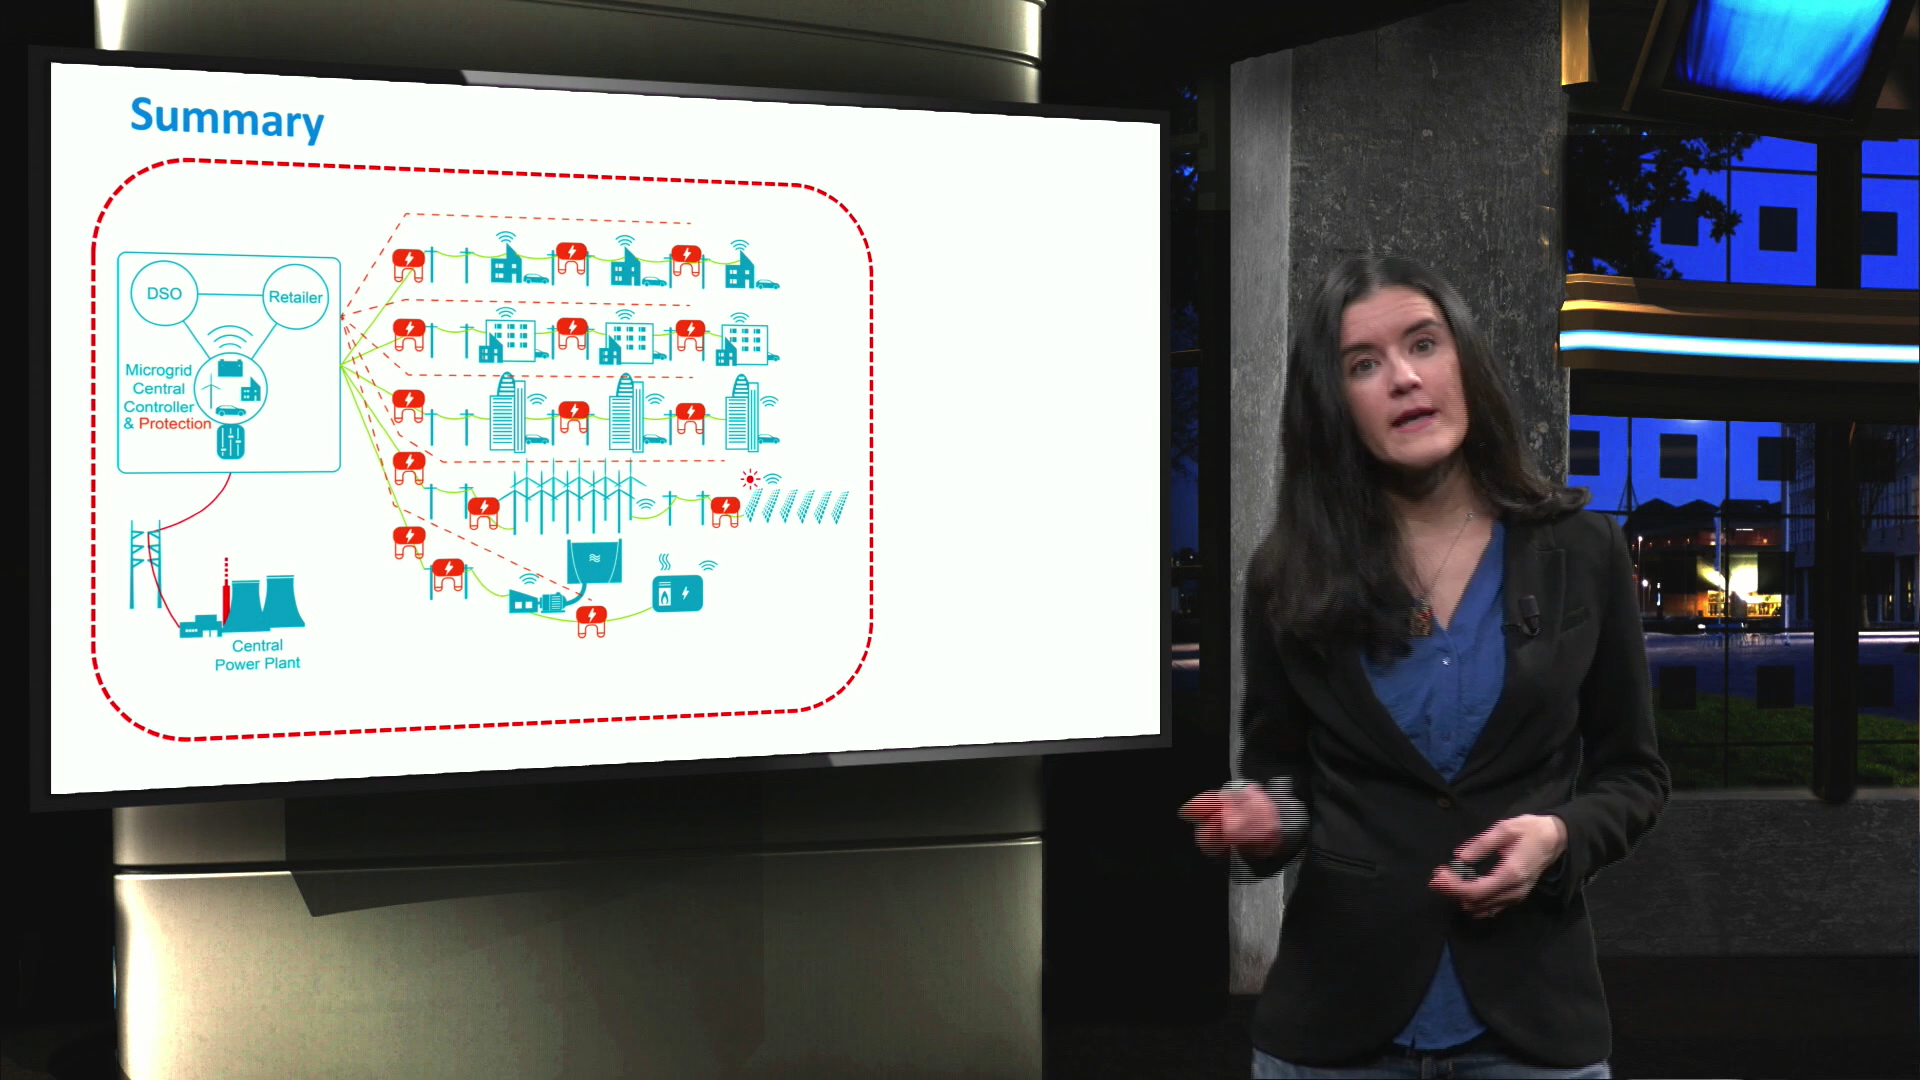 Summary
DSO
Retailer
Microgrid
Central
Controller
& Protection
Central
Power Plant